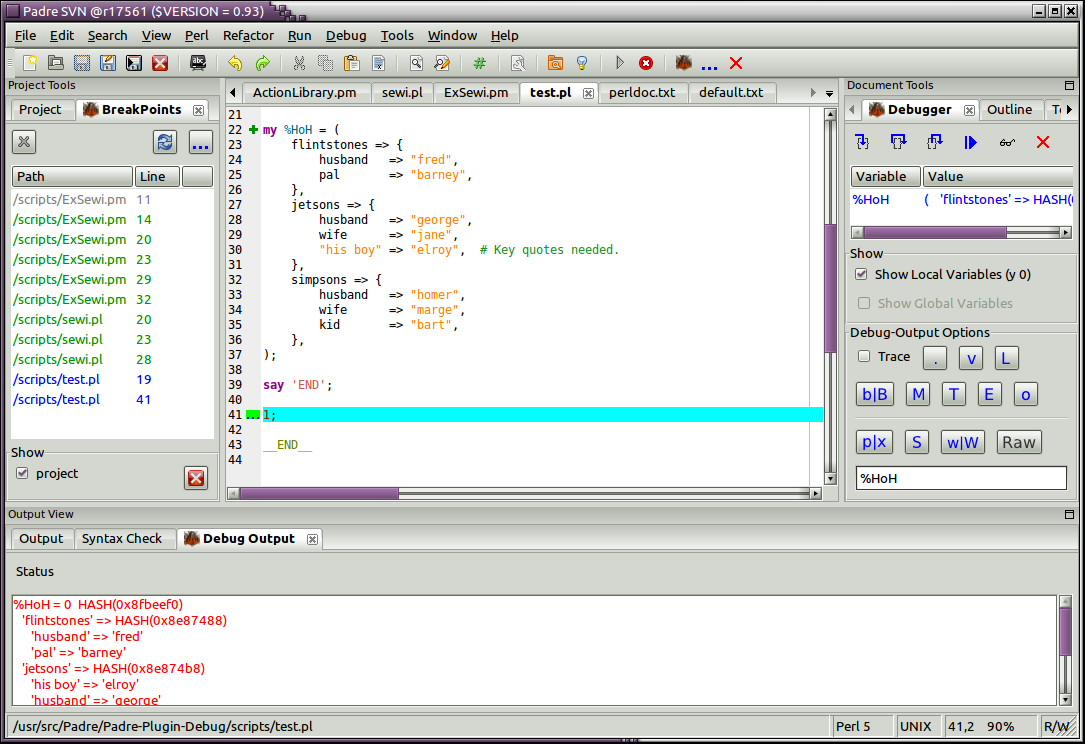 Padre SVN @r17561 ($VERSION = 0.93)
File Edit Search View Perl Refactor Run Debug Tools Window Help
abc # ...
Project Tools
Project BreakPoints
...
Path Line
/scripts/ExSewi.pm 11
/scripts/ExSewi.pm 14
/scripts/ExSewi.pm 20
/scripts/ExSewi.pm 23
/scripts/ExSewi.pm 29
/scripts/ExSewi.pm 32
/scripts/sewi.pl 20
/scripts/sewi.pl 23
/scripts/sewi.pl 28
/scripts/test.pl 19
/scripts/test.pl 41
Show
project
ActionLibrary.pm sewi.pl ExSewi.pm test.pl perldoc.txt default.txt
21
22 my %HoH = (
23 flintstones => {
24 husband => "fred",
25 pal => "barney",
26 },
27 jetsons => {
28 husband => "george",
29 wife => "jane",
30 "his boy" => "elroy", # Key quotes needed.
31 },
32 simpsons => {
33 husband => "homer",
34 wife => "marge",
35 kid => "bart",
36 },
37 );
38
39 say 'END';
40
41 ... 1;
42
43 __END__
44
Document Tools
Debugger Outline
Variable Value
%HoH ( 'flintstones' => HASH(
Show
Show Local Variables (y 0)
Show Global Variables
Debug-Output Options
Trace . v L
b|B M T E o
p|x S w|W Raw
%HoH
Output View
Output Syntax Check Debug Output
Status
%HoH = 0 HASH(0x8fbeef0)
'flintstones' => HASH(0x8e87488)
'husband' => 'fred'
'pal' => 'barney'
'jetsons' => HASH(0x8e874b8)
'his boy' => 'elroy'
'husband' => 'george'
/usr/src/Padre/Padre-Plugin-Debug/scripts/test.pl Perl 5 UNIX 41,2 90% R/W